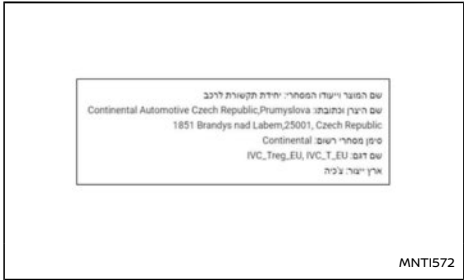 שם המוצר וייעודו המסחרי: יחידת תקשורת לרכב
שם היצרן וכתובתו: Continental Automotive Czech Republic,Prumyslova
1851 Brandys nad Labem,25001, Czech Republic
סימן מסחרי רשום: Continental
שם דגם: IVC_Treg_EU, IVC_T_EU
ארץ ייצור: צ'כיה
MNTI572